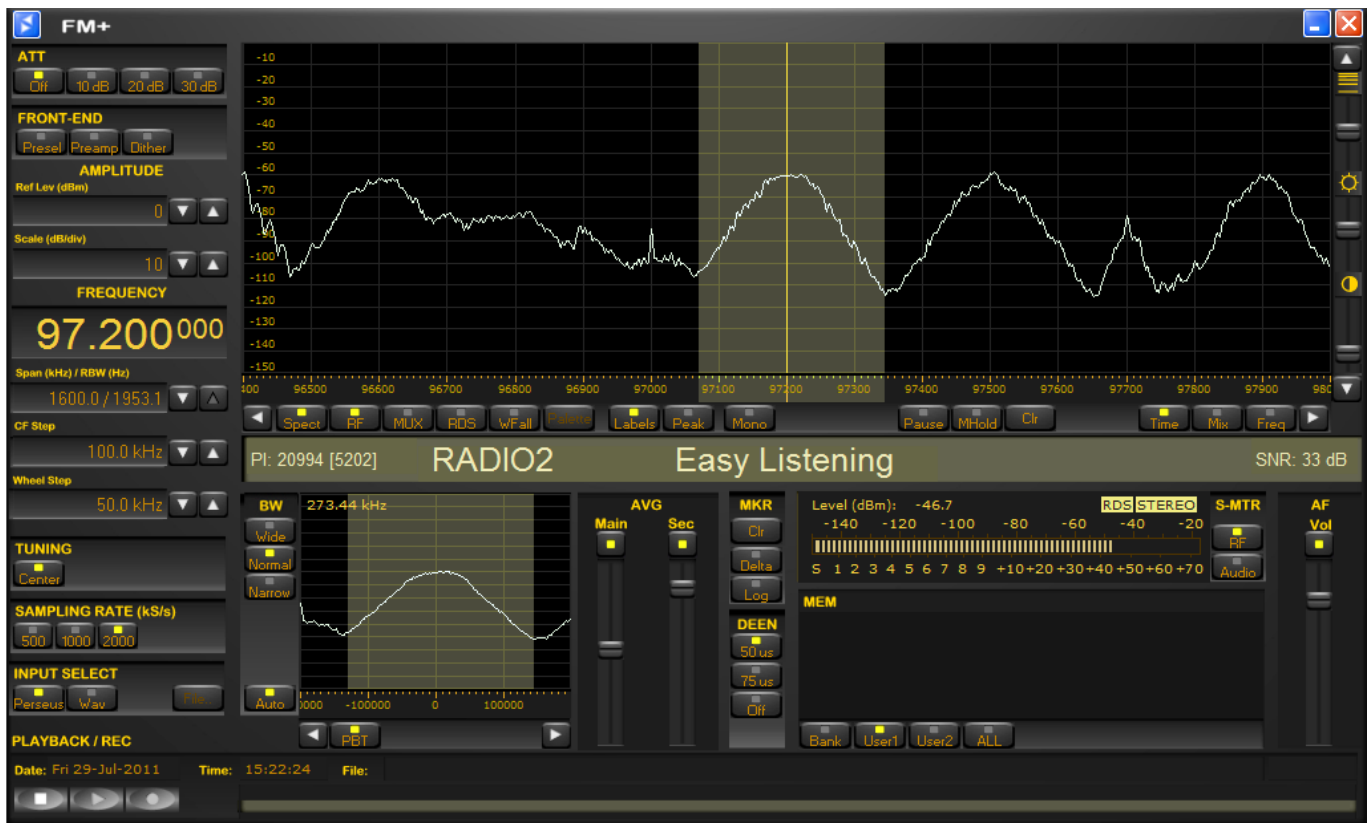 FM+
ATT
Off 10 dB 20 dB 30 dB
FRONT-END
Presel Preamp Dither
AMPLITUDE
Ref Lev (dBm)
0
Scale (dB/div)
10
FREQUENCY
97.200000
Span (kHz) / RBW (Hz)
1600.0 / 1953.1
CF Step
100.0 kHz
Wheel Step
50.0 kHz
TUNING
Center
SAMPLING RATE (kS/s)
500 1000 2000
INPUT SELECT
Perseus Wav File..
PLAYBACK / REC
-10
-20
-30
-40
-50
-60
-70
-80
-90
-100
-110
-120
-130
-140
-150
400 96500 96600 96700 96800 96900 97000 97100 97200 97300 97400 97500 97600 97700 97800 97900 980
Spect RF MUX RDS WFall Palette Labels Peak Mono Pause MHold Clr Time Mix Freq
PI: 20994 [5202] RADIO2 Easy Listening SNR: 33 dB
BW
Wide
Normal
Narrow
Auto
273.44 kHz
0000 -100000 0 100000
PBT
AVG
Main Sec
MKR
Clr
Delta
Log
DEEN
50 us
75 us
Off
Level (dBm): -46.7 RDS STEREO
-140 -120 -100 -80 -60 -40 -20
S 1 2 3 4 5 6 7 8 9 +10+20+30+40+50+60+70
S-MTR
RF
Audio
MEM
Bank User1 User2 ALL
AF
Vol
Date: Fri 29-Jul-2011 Time: 15:22:24 File: